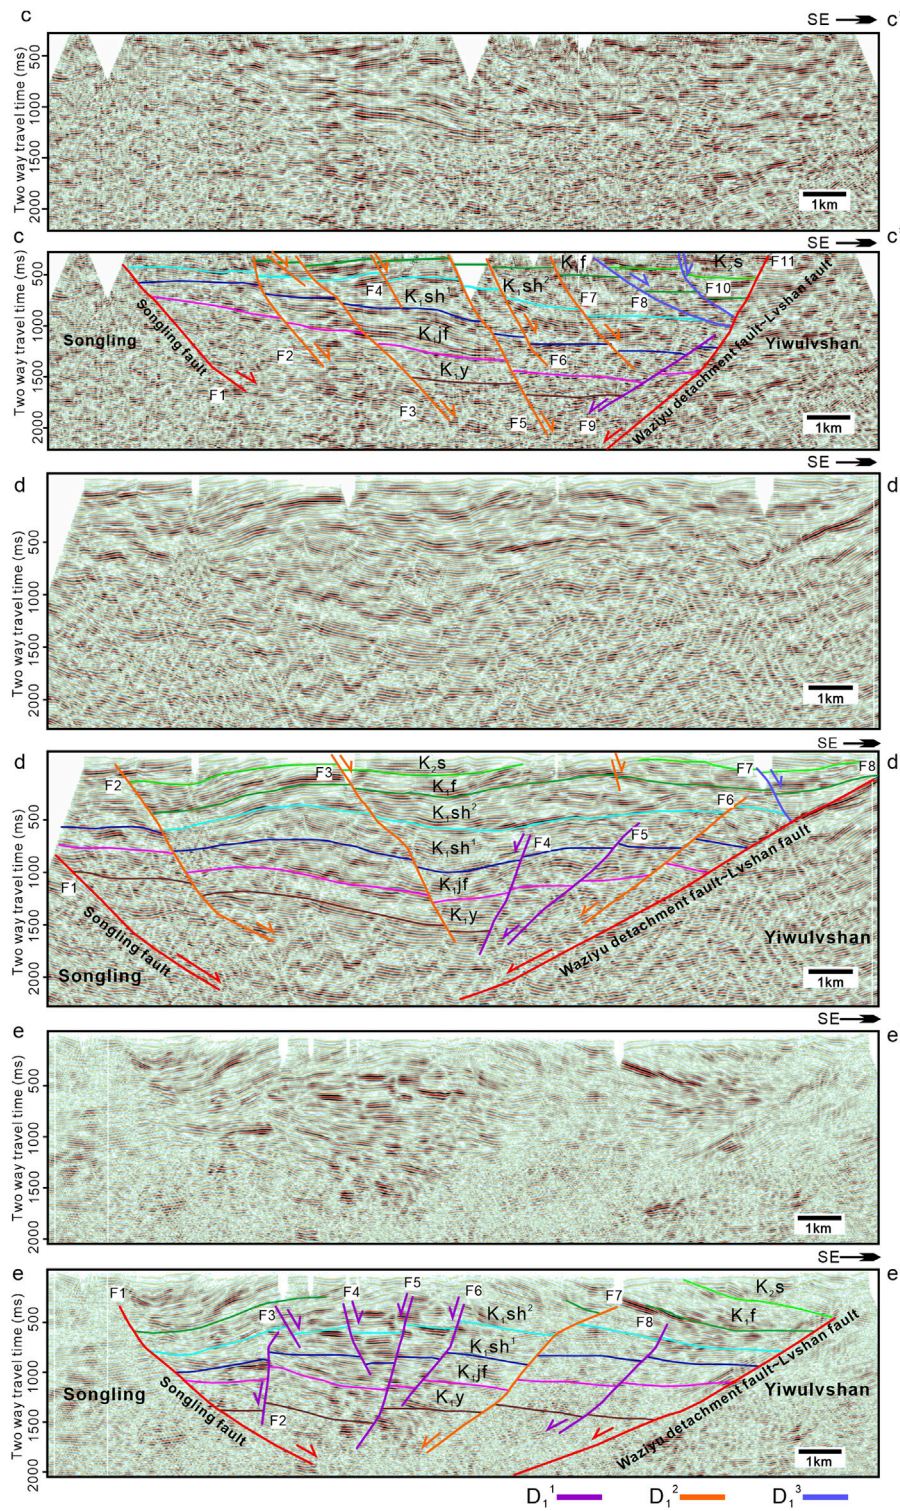 c
SE
c'
Two way travel time (ms)
500
1000
1500
2000
1km
c
SE
c'
Two way travel time (ms)
500
1000
1500
2000
K₁f
K₂s
F11
F4
K₁sh¹
K₁sh²
F7
F8
F10
Songling
Songling fault
K₁jf
Waziyu detachment fault~Lvshan fault
Yiwulvshan
F2
F6
K₁y
F1
F3
F5
F9
1km
SE
d
d
Two way travel time (ms)
500
1000
1500
2000
1km
SE
d
d
Two way travel time (ms)
500
1000
1500
2000
K₂s
F3
F7
F8
F2
K₁f
F6
K₁sh²
F5
F4
K₁sh¹
F1
K₁jf
K₁y
Songling fault
Waziyu detachment fault~Lvshan fault
Yiwulvshan
Songling
1km
SE
e
e
Two way travel time (ms)
500
1000
1500
2000
1km
SE
e
e
Two way travel time (ms)
500
1000
1500
2000
F1
F4
F5
F6
F7
K₂s
F3
K₁sh²
F8
K₁f
K₁sh¹
K₁jf
Songling
Songling fault
K₁y
Waziyu detachment fault~Lvshan fault
Yiwulvshan
F2
1km
D₁¹
D₁²
D₁³